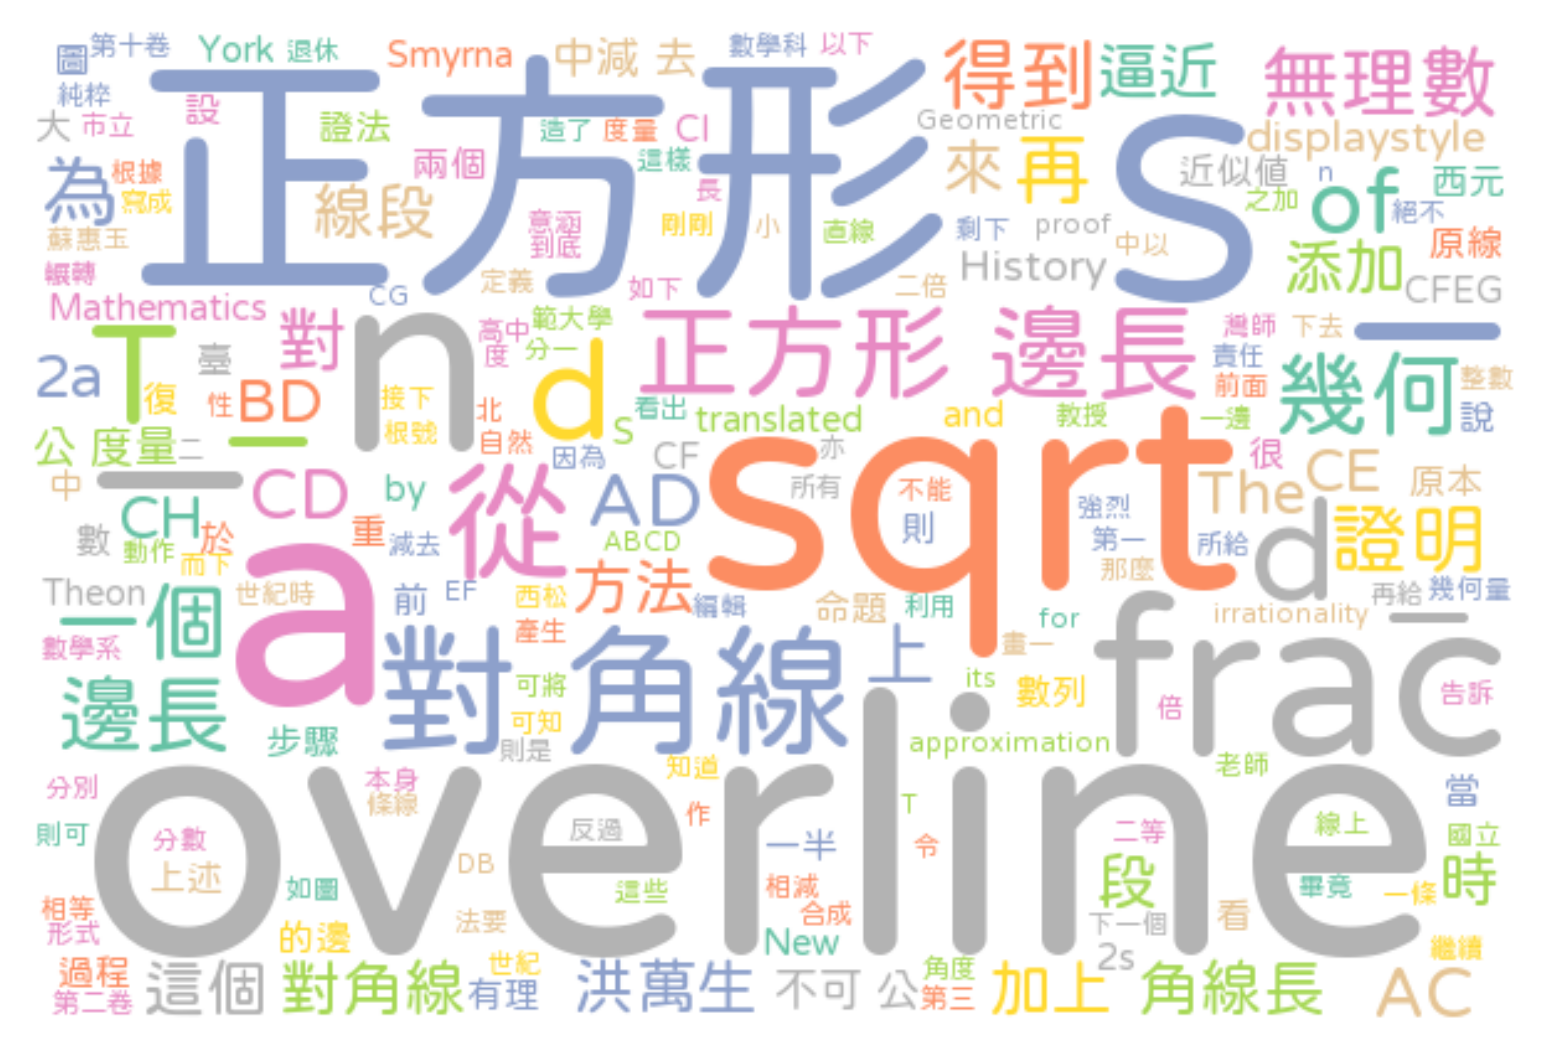 圖 第十卷 York 退休 Smyrna 中減 去 數學科 以下 得到 逼近 無理數
純粹 設 正方形 S
大 市立 證法 造了 度量 CI Geometric displaystyle
為 根據 兩個 這樣 來 再 近似值 n of 西元
寫成 線段 長 之加 絕不
蘇惠玉 意涵 到底 剛剛 小 直線 剩下 proof 中以 添加 原線
輾轉 定義 如下 二倍 History CFEG
Mathematics CG 對 n 高中 範大學 正方形 邊長 灣師 下去 一
2a T 臺 度 分一 d 責任 幾何 整數
復 性 BD 接下 北 S 看出 translated and 教授 一邊 前面 說
公 度量 一 二 根號 自然 因為 CF 亦 sqrt 很 CE
中 一 CD by 從 AD 所有 不能 The 原本
CH 數 於 重 減去 ABCD 則 強烈 第一 所給 d 證明
動作 而下 a 方法 那麼
Theon 個 世紀時 前 EF 西松 編輯 命題 利用 for irrationality 再給 幾何量
一 數學系 產生 對角線 上 畫一 frac 一
邊長 步驟 可將 可知 則是 its 數列 倍 告訴
approximation 老師
分別 本身 條線 知道 overline 當
則可 分數 上述 反過 作 一半 T 令 二等 線上 國立
如圖 DB 這些 相減 段 畢竟 一條 時
相等 形式 的邊 法要 合成 New 下一個 看 繼續
過程 第二卷 這個 對角線 世紀 有理 洪萬生 不可 公 角度 第三 加上 2s 角線長 AC